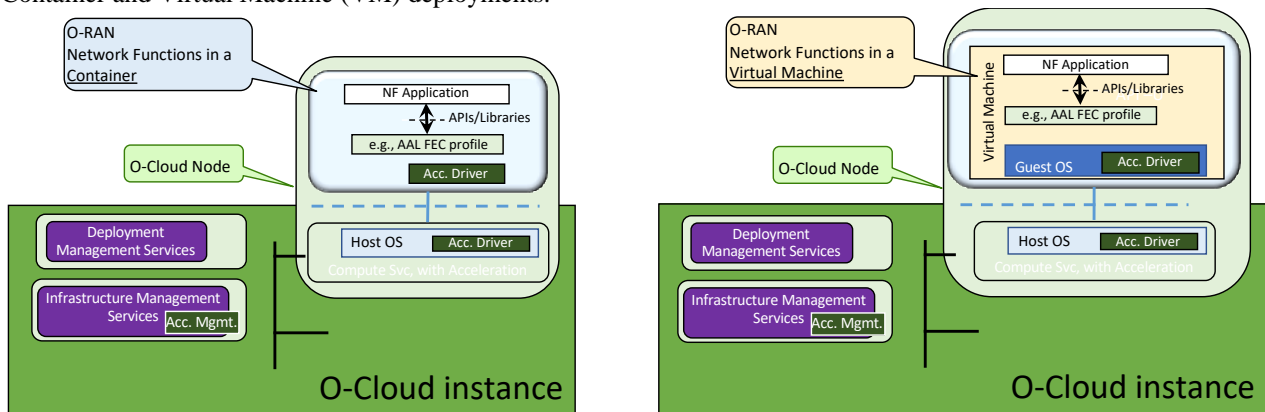 Container and Virtual Machine (VM) deployments.
O-RAN
Network Functions in a
Container
NF Application
APIs/Libraries
e.g., AAL FEC profile
Acc. Driver
O-Cloud Node
Deployment
Management Services
Host OS
Acc. Driver
Compute Svc, with Acceleration
Infrastructure Management
Services
Acc. Mgmt.
O-Cloud instance
O-RAN
Network Functions in a
Virtual Machine
Virtual Machine
NF Application
APIs/Libraries
e.g., AAL FEC profile
Guest OS
Acc. Driver
O-Cloud Node
Deployment
Management Services
Host OS
Acc. Driver
Compute Svc, with Acceleration
Infrastructure Management
Services
Acc. Mgmt.
O-Cloud instance